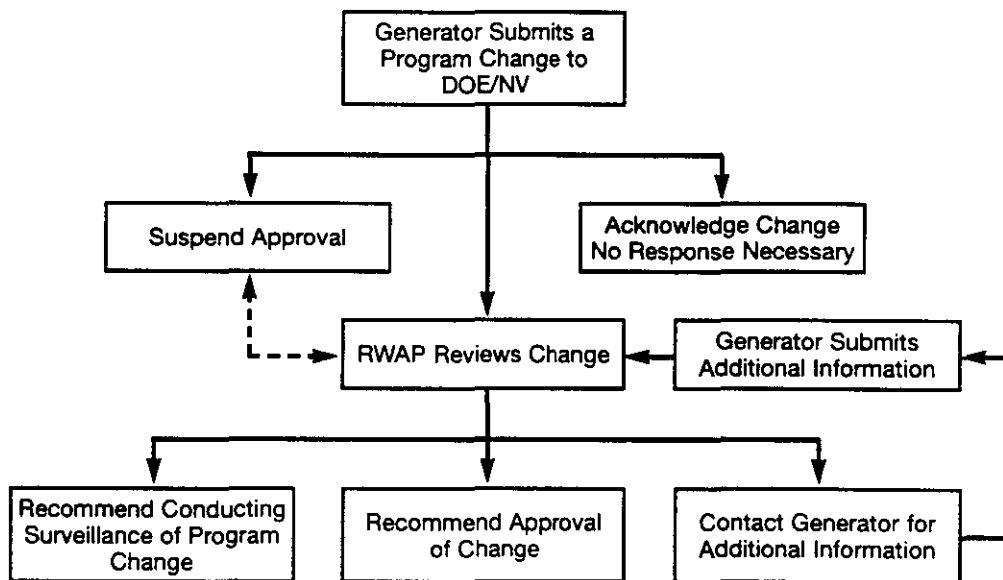 Generator Submits a
Program Change to
DOE/NV
Suspend Approval
Acknowledge Change
No Response Necessary
RWAP Reviews Change
Generator Submits
Additional Information
Recommend Conducting
Surveillance of Program
Change
Recommend Approval
of Change
Contact Generator for
Additional Information